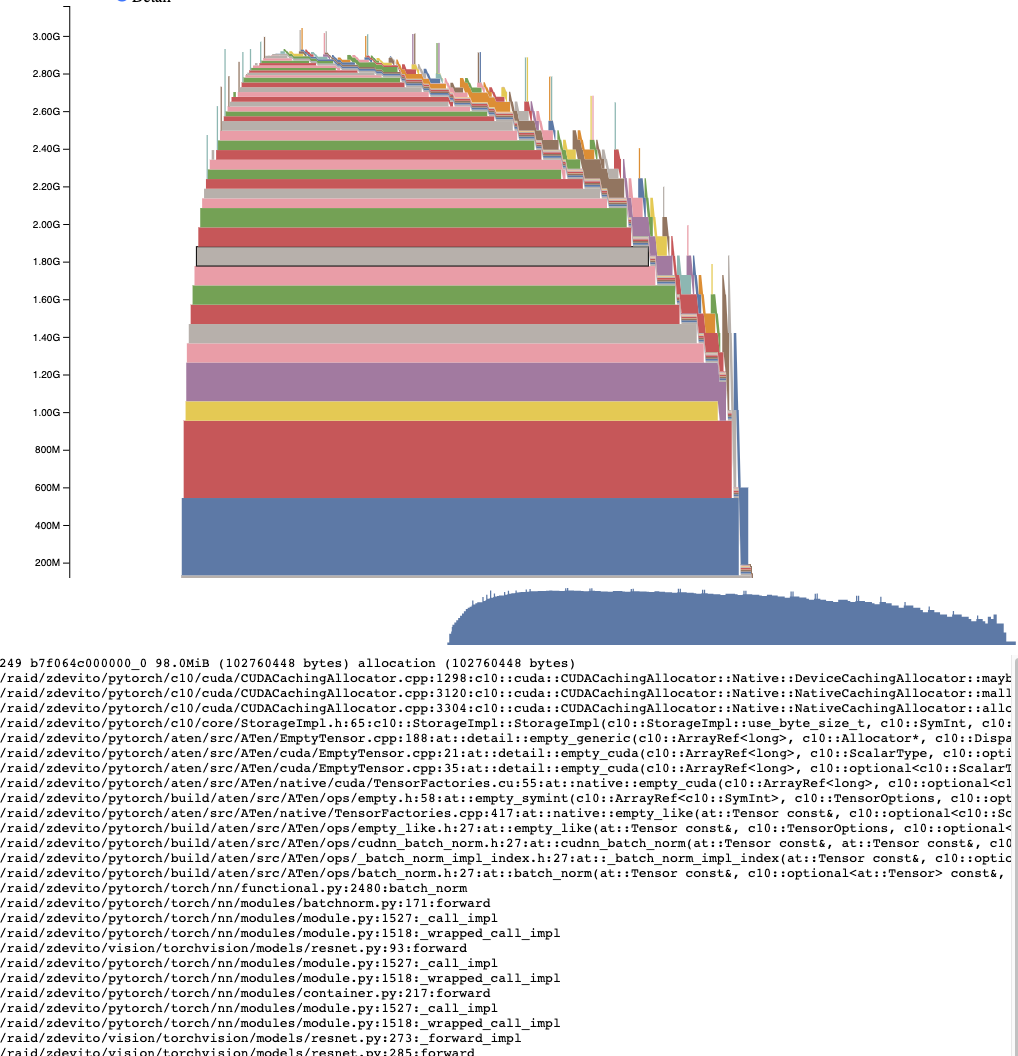 Detail
3.00G
2.80G
2.60G
2.40G
2.20G
2.00G
1.80G
1.60G
1.40G
1.20G
1.00G
800M
600M
400M
200M
249 b7f064c000000_0 98.0MiB (102760448 bytes) allocation (102760448 bytes)
/raid/zdevito/pytorch/c10/cuda/CUDACachingAllocator.cpp:1298:c10::cuda::CUDACachingAllocator::Native::DeviceCachingAllocator::mayb
/raid/zdevito/pytorch/c10/cuda/CUDACachingAllocator.cpp:3120:c10::cuda::CUDACachingAllocator::Native::NativeCachingAllocator::mall
/raid/zdevito/pytorch/c10/cuda/CUDACachingAllocator.cpp:3304:c10::cuda::CUDACachingAllocator::Native::NativeCachingAllocator::allo
/raid/zdevito/pytorch/c10/core/StorageImpl.h:65:c10::StorageImpl::StorageImpl(c10::StorageImpl::use_byte_size_t, c10::SymInt, c10:
/raid/zdevito/pytorch/aten/src/ATen/EmptyTensor.cpp:188:at::detail::empty_generic(c10::ArrayRef<long>, c10::Allocator*, c10::Dispa
/raid/zdevito/pytorch/aten/src/ATen/cuda/EmptyTensor.cpp:21:at::detail::empty_cuda(c10::ArrayRef<long>, c10::ScalarType, c10::opti
/raid/zdevito/pytorch/aten/src/ATen/cuda/EmptyTensor.cpp:35:at::detail::empty_cuda(c10::ArrayRef<long>, c10::optional<c10::ScalarT
/raid/zdevito/pytorch/aten/src/ATen/native/cuda/TensorFactories.cu:55:at::native::empty_cuda(c10::ArrayRef<long>, c10::optional<c1
/raid/zdevito/pytorch/build/aten/src/ATen/ops/empty.h:58:at::empty_symint(c10::ArrayRef<c10::SymInt>, c10::TensorOptions, c10::opt
/raid/zdevito/pytorch/aten/src/ATen/native/TensorFactories.cpp:417:at::native::empty_like(at::Tensor const&, c10::optional<c10::Sc
/raid/zdevito/pytorch/build/aten/src/ATen/ops/empty_like.h:27:at::empty_like(at::Tensor const&, c10::TensorOptions, c10::optional<
/raid/zdevito/pytorch/build/aten/src/ATen/ops/cudnn_batch_norm.h:27:at::cudnn_batch_norm(at::Tensor const&, at::Tensor const&, c10
/raid/zdevito/pytorch/build/aten/src/ATen/ops/_batch_norm_impl_index.h:27:at::_batch_norm_impl_index(at::Tensor const&, c10::optio
/raid/zdevito/pytorch/build/aten/src/ATen/ops/batch_norm.h:27:at::batch_norm(at::Tensor const&, c10::optional<at::Tensor> const&,
/raid/zdevito/pytorch/torch/nn/functional.py:2480:batch_norm
/raid/zdevito/pytorch/torch/nn/modules/batchnorm.py:171:forward
/raid/zdevito/pytorch/torch/nn/modules/module.py:1527:_call_impl
/raid/zdevito/pytorch/torch/nn/modules/module.py:1518:_wrapped_call_impl
/raid/zdevito/vision/torchvision/models/resnet.py:93:forward
/raid/zdevito/pytorch/torch/nn/modules/module.py:1527:_call_impl
/raid/zdevito/pytorch/torch/nn/modules/module.py:1518:_wrapped_call_impl
/raid/zdevito/pytorch/torch/nn/modules/container.py:217:forward
/raid/zdevito/pytorch/torch/nn/modules/module.py:1527:_call_impl
/raid/zdevito/pytorch/torch/nn/modules/module.py:1518:_wrapped_call_impl
/raid/zdevito/vision/torchvision/models/resnet.py:273:_forward_impl
/raid/zdevito/vision/torchvision/models/resnet.py:285:forward